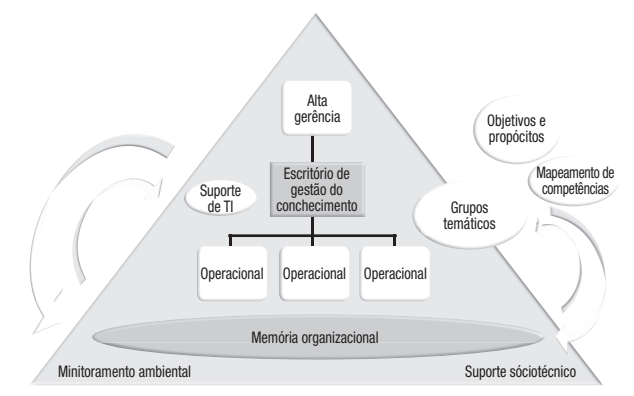 Alta
gerência
Objetivos e
propócitos
Mapeamento de
competências
Escritório de
gestão do
conchecimento
Suporte
de TI
Grupos
temáticos
Operacional
Operacional
Operacional
Memória organizacional
Minitoramento ambiental
Suporte sóciotécnico